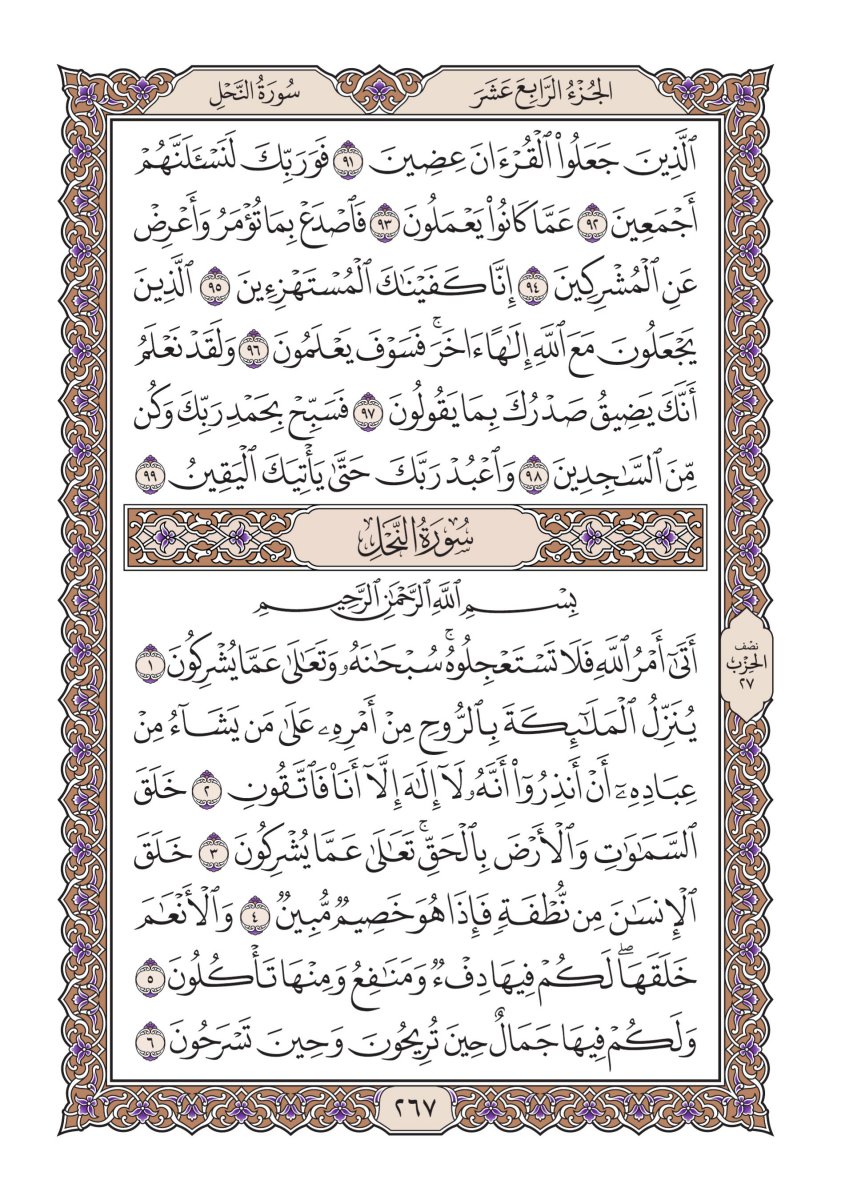 الجُزْءُ الرَّابِعَ عَشَرَ
سُورَةُ النَّحْلِ
ٱلَّذِينَ جَعَلُوا۟ ٱلْقُرْءَانَ عِضِينَ ٩١ فَوَرَبِّكَ لَنَسْـَٔلَنَّهُمْ
أَجْمَعِينَ ٩٢ عَمَّا كَانُوا۟ يَعْمَلُونَ ٩٣ فَٱصْدَعْ بِمَا تُؤْمَرُ وَأَعْرِضْ
عَنِ ٱلْمُشْرِكِينَ ٩٤ إِنَّا كَفَيْنَـٰكَ ٱلْمُسْتَهْزِءِينَ ٩٥ ٱلَّذِينَ
يَجْعَلُونَ مَعَ ٱللَّهِ إِلَـٰهًا ءَاخَرَ ۚ فَسَوْفَ يَعْلَمُونَ ٩٦ وَلَقَدْ نَعْلَمُ
أَنَّكَ يَضِيقُ صَدْرُكَ بِمَا يَقُولُونَ ٩٧ فَسَبِّحْ بِحَمْدِ رَبِّكَ وَكُن
مِّنَ ٱلسَّـٰجِدِينَ ٩٨ وَٱعْبُدْ رَبَّكَ حَتَّىٰ يَأْتِيَكَ ٱلْيَقِينُ ٩٩
سُورَةُ النَّحْلِ
بِسْمِ ٱللَّهِ ٱلرَّحْمَـٰنِ ٱلرَّحِيمِ
أَتَىٰٓ أَمْرُ ٱللَّهِ فَلَا تَسْتَعْجِلُوهُ ۚ سُبْحَـٰنَهُۥ وَتَعَـٰلَىٰ عَمَّا يُشْرِكُونَ ١
يُنَزِّلُ ٱلْمَلَـٰٓئِكَةَ بِٱلرُّوحِ مِنْ أَمْرِهِۦ عَلَىٰ مَن يَشَآءُ مِنْ
عِبَادِهِۦٓ أَنْ أَنذِرُوٓا۟ أَنَّهُۥ لَآ إِلَـٰهَ إِلَّآ أَنَا۠ فَٱتَّقُونِ ٢ خَلَقَ
ٱلسَّمَـٰوَٰتِ وَٱلْأَرْضَ بِٱلْحَقِّ ۚ تَعَـٰلَىٰ عَمَّا يُشْرِكُونَ ٣ خَلَقَ
ٱلْإِنسَـٰنَ مِن نُّطْفَةٍ فَإِذَا هُوَ خَصِيمٌ مُّبِينٌ ٤ وَٱلْأَنْعَـٰمَ
خَلَقَهَا ۗ لَكُمْ فِيهَا دِفْءٌ وَمَنَـٰفِعُ وَمِنْهَا تَأْكُلُونَ ٥
وَلَكُمْ فِيهَا جَمَالٌ حِينَ تُرِيحُونَ وَحِينَ تَسْرَحُونَ ٦
نصْف
الحِزْبْ
٢٧
٢٦٧